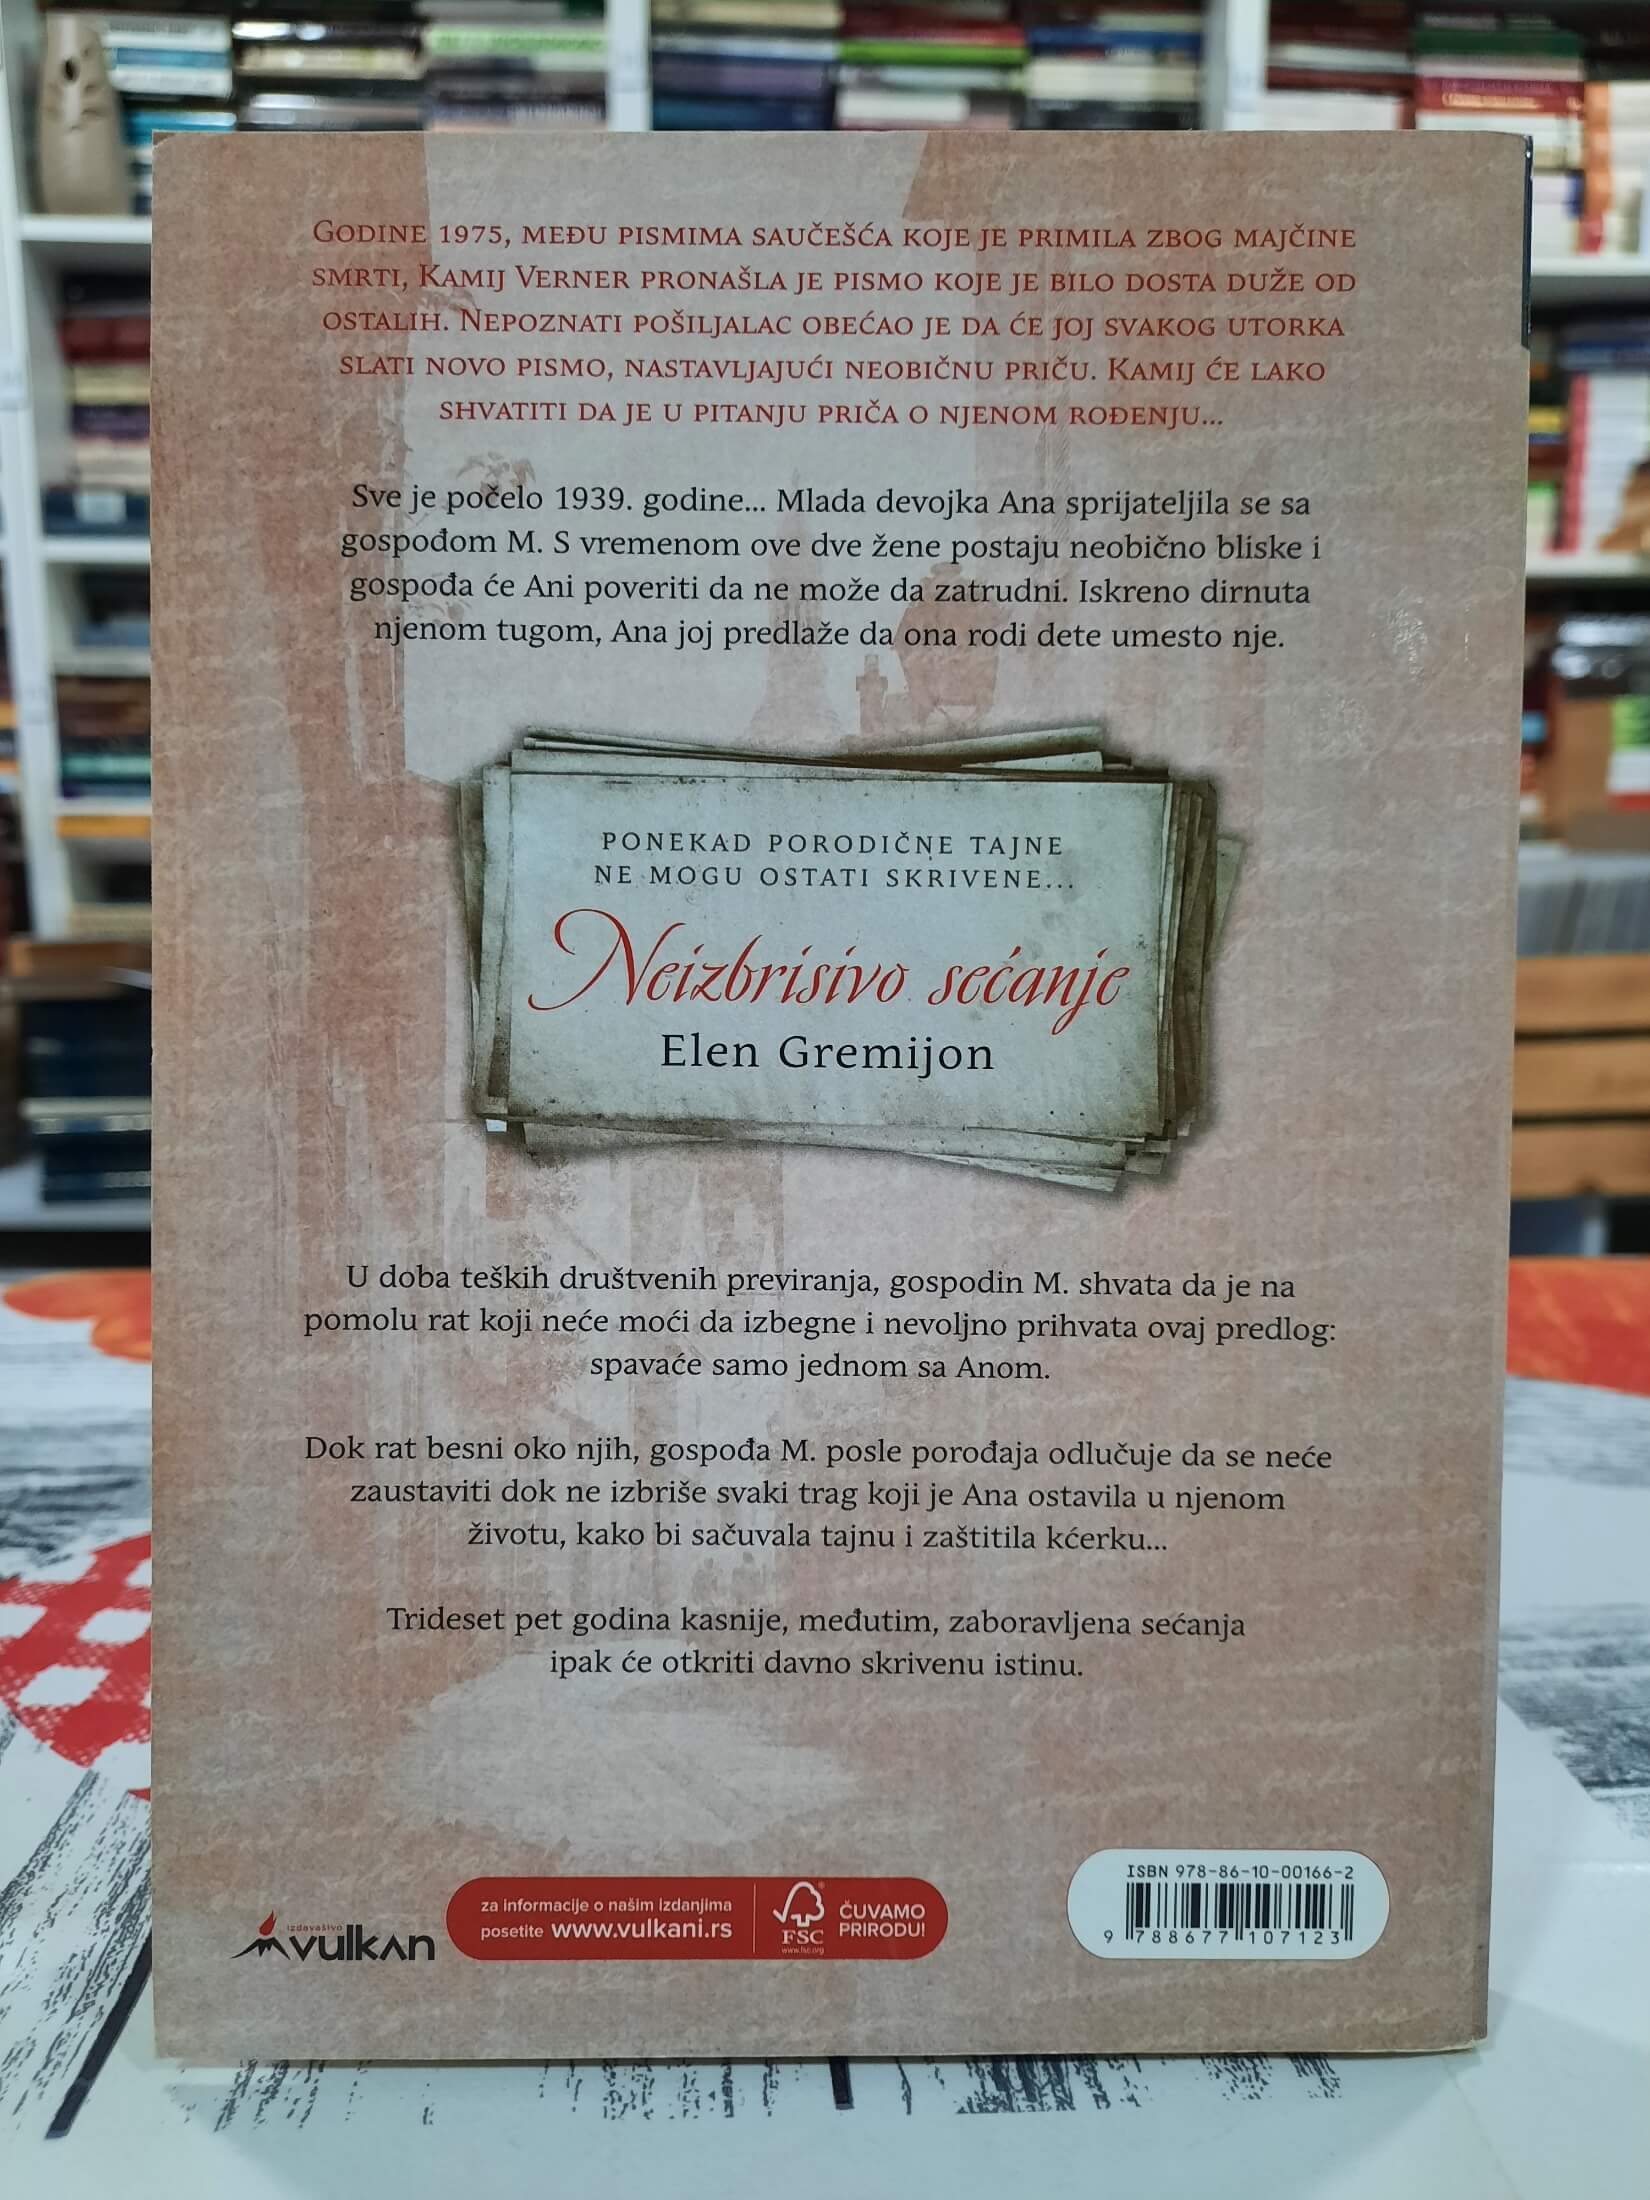 GODINE 1975, MEĐU PISMIMA SAUČEŠĆA KOJE JE PRIMILA ZBOG MAJČINE
SMRTI, KAMIJ VERNER PRONAŠLA JE PISMO KOJE JE BILO DOSTA DUŽE OD
OSTALIH. NEPOZNATI POŠILJALAC OBEĆAO JE DA ĆE JOJ SVAKOG UTORKA
SLATI NOVO PISMO, NASTAVLJAJUĆI NEOBIČNU PRIČU. KAMIJ ĆE LAKO
SHVATITI DA JE U PITANJU PRIČA O NJENOM ROĐENJU...
Sve je počelo 1939. godine... Mlada devojka Ana sprijateljila se sa
gospođom M. S vremenom ove dve žene postaju neobično bliske i
gospođa će Ani poveriti da ne može da zatrudni. Iskreno dirnuta
njenom tugom, Ana joj predlaže da ona rodi dete umesto nje.
PONEKAD PORODIČNE TAJNE
NE MOGU OSTATI SKRIVENE...
Neizbrisivo sećanje
Elen Gremijon
U doba teških društvenih previranja, gospodin M. shvata da je na
pomolu rat koji neće moći da izbegne i nevoljno prihvata ovaj predlog:
spavaće samo jednom sa Anom.
Dok rat besni oko njih, gospođa M. posle porođaja odlučuje da se neće
zaustaviti dok ne izbriše svaki trag koji je Ana ostavila u njenom
životu, kako bi sačuvala tajnu i zaštitila kćerku...
Trideset pet godina kasnije, međutim, zaboravljena sećanja
ipak će otkriti davno skrivenu istinu.
izdavaštvo
vulkan
za informacije o našim izdanjima
posetite www.vulkani.rs
FSC
www.fsc.org
ČUVAMO
PRIRODU!
ISBN 978-86-10-00166-2
9 788677 107123